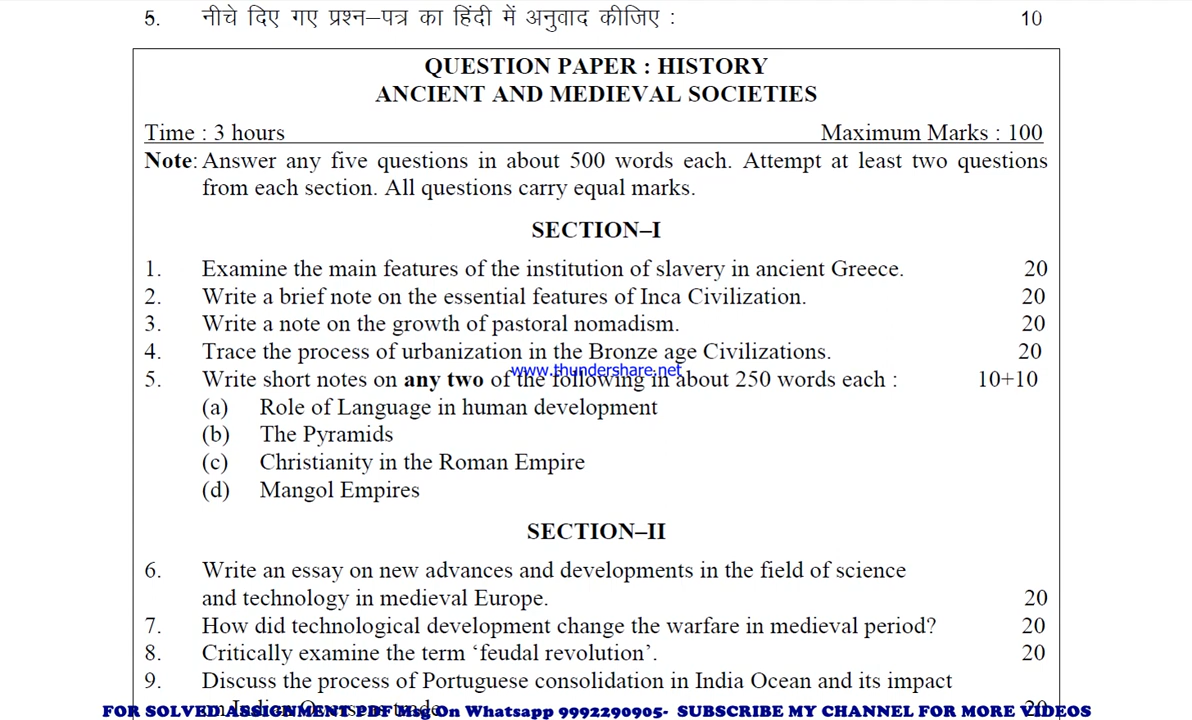 5. नीचे दिए गए प्रश्न–पत्र का हिंदी में अनुवाद कीजिए : 10
QUESTION PAPER : HISTORY
ANCIENT AND MEDIEVAL SOCIETIES
Time : 3 hours Maximum Marks : 100
Note: Answer any five questions in about 500 words each. Attempt at least two questions
from each section. All questions carry equal marks.
SECTION–I
1. Examine the main features of the institution of slavery in ancient Greece. 20
2. Write a brief note on the essential features of Inca Civilization. 20
3. Write a note on the growth of pastoral nomadism. 20
4. Trace the process of urbanization in the Bronze age Civilizations. 20
www.thundershare.net
5. Write short notes on any two of the following in about 250 words each : 10+10
(a) Role of Language in human development
(b) The Pyramids
(c) Christianity in the Roman Empire
(d) Mangol Empires
SECTION–II
6. Write an essay on new advances and developments in the field of science
and technology in medieval Europe. 20
7. How did technological development change the warfare in medieval period? 20
8. Critically examine the term ‘feudal revolution’. 20
9. Discuss the process of Portuguese consolidation in India Ocean and its impact
on Indian Overseas trade. 20
FOR SOLVED ASSIGNMENT PDF Msg On Whatsapp 9992290905- SUBSCRIBE MY CHANNEL FOR MORE VIDEOS